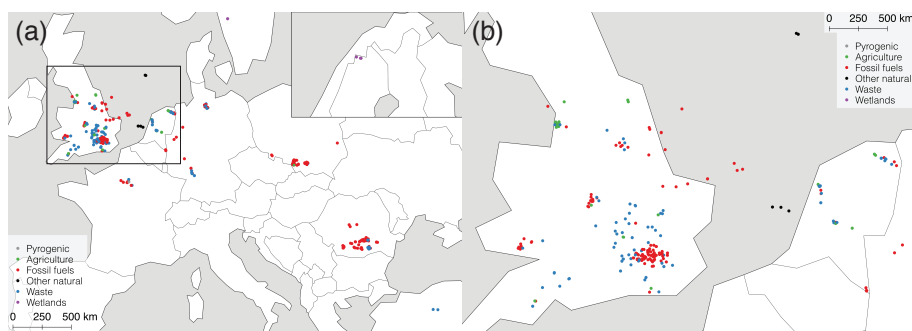 (a)
Pyrogenic
Agriculture
Fossil fuels
Other natural
Waste
Wetlands
0 250 500 km
(b)
0 250 500 km
Pyrogenic
Agriculture
Fossil fuels
Other natural
Waste
Wetlands